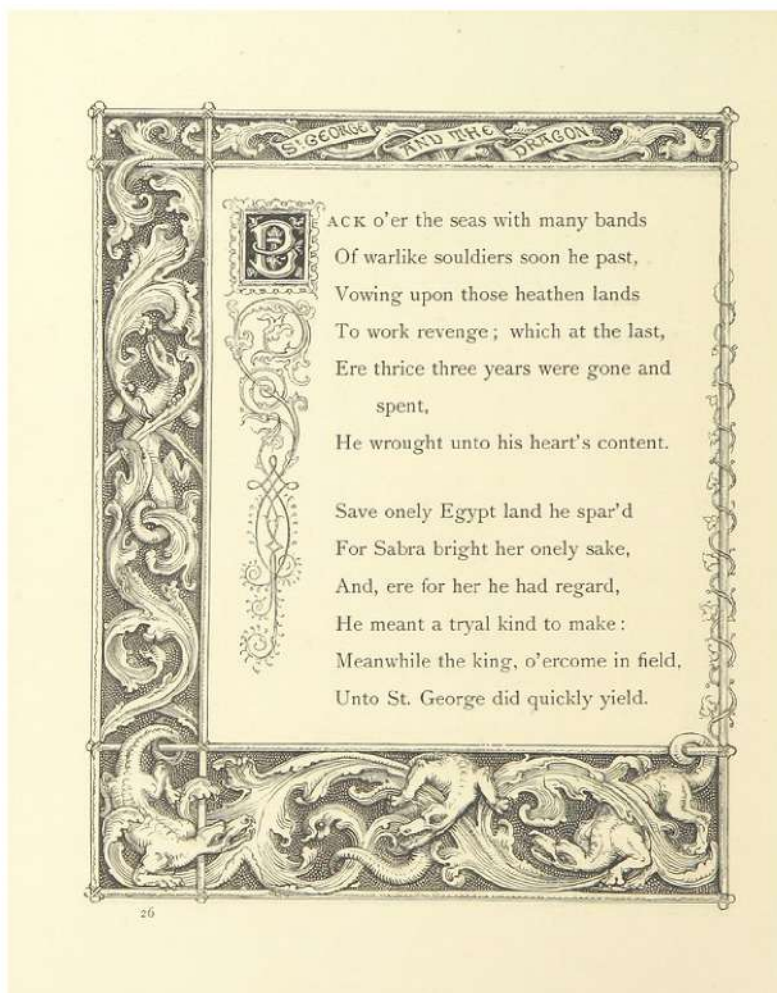 St GEORGE AND THE DRAGON
BACK o'er the seas with many bands
Of warlike souldiers soon he past,
Vowing upon those heathen lands
To work revenge; which at the last,
Ere thrice three years were gone and
spent,
He wrought unto his heart's content.
Save onely Egypt land he spar'd
For Sabra bright her onely sake,
And, ere for her he had regard,
He meant a tryal kind to make:
Meanwhile the king, o'ercome in field,
Unto St. George did quickly yield.
26